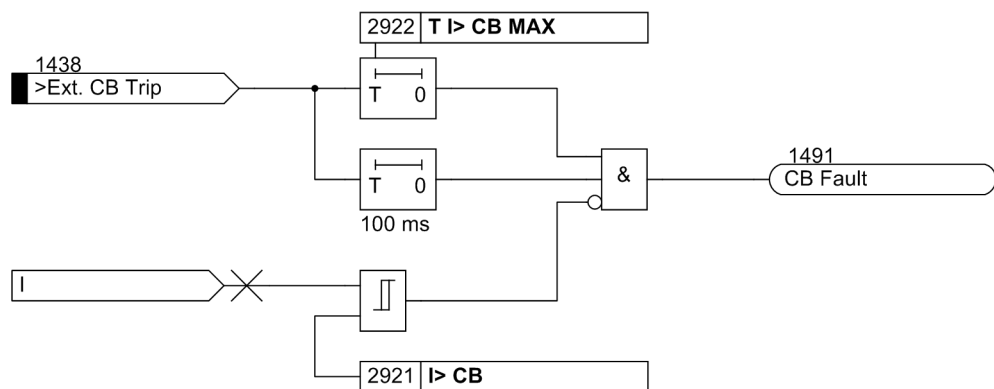 2922 T I> CB MAX
1438
>Ext. CB Trip
T 0
1491
CB Fault
&
T 0
100 ms
I
2921 I> CB